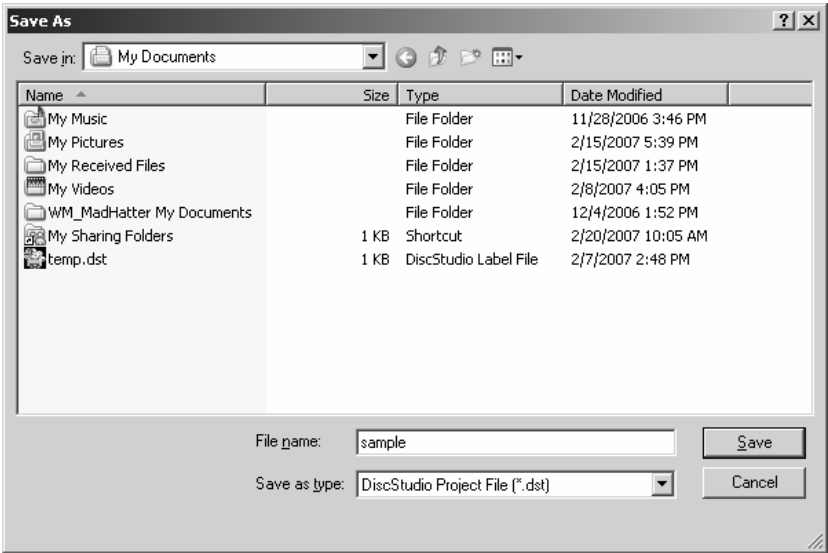 Save As
Save in: My Documents
Name Size Type Date Modified
My Music File Folder 11/28/2006 3:46 PM
My Pictures File Folder 2/15/2007 5:39 PM
My Received Files File Folder 2/15/2007 1:37 PM
My Videos File Folder 2/8/2007 4:05 PM
WM_MadHatter My Documents File Folder 12/4/2006 1:52 PM
My Sharing Folders 1 KB Shortcut 2/20/2007 10:05 AM
temp.dst 1 KB DiscStudio Label File 2/7/2007 2:48 PM
File name: sample Save
Save as type: DiscStudio Project File (*.dst) Cancel